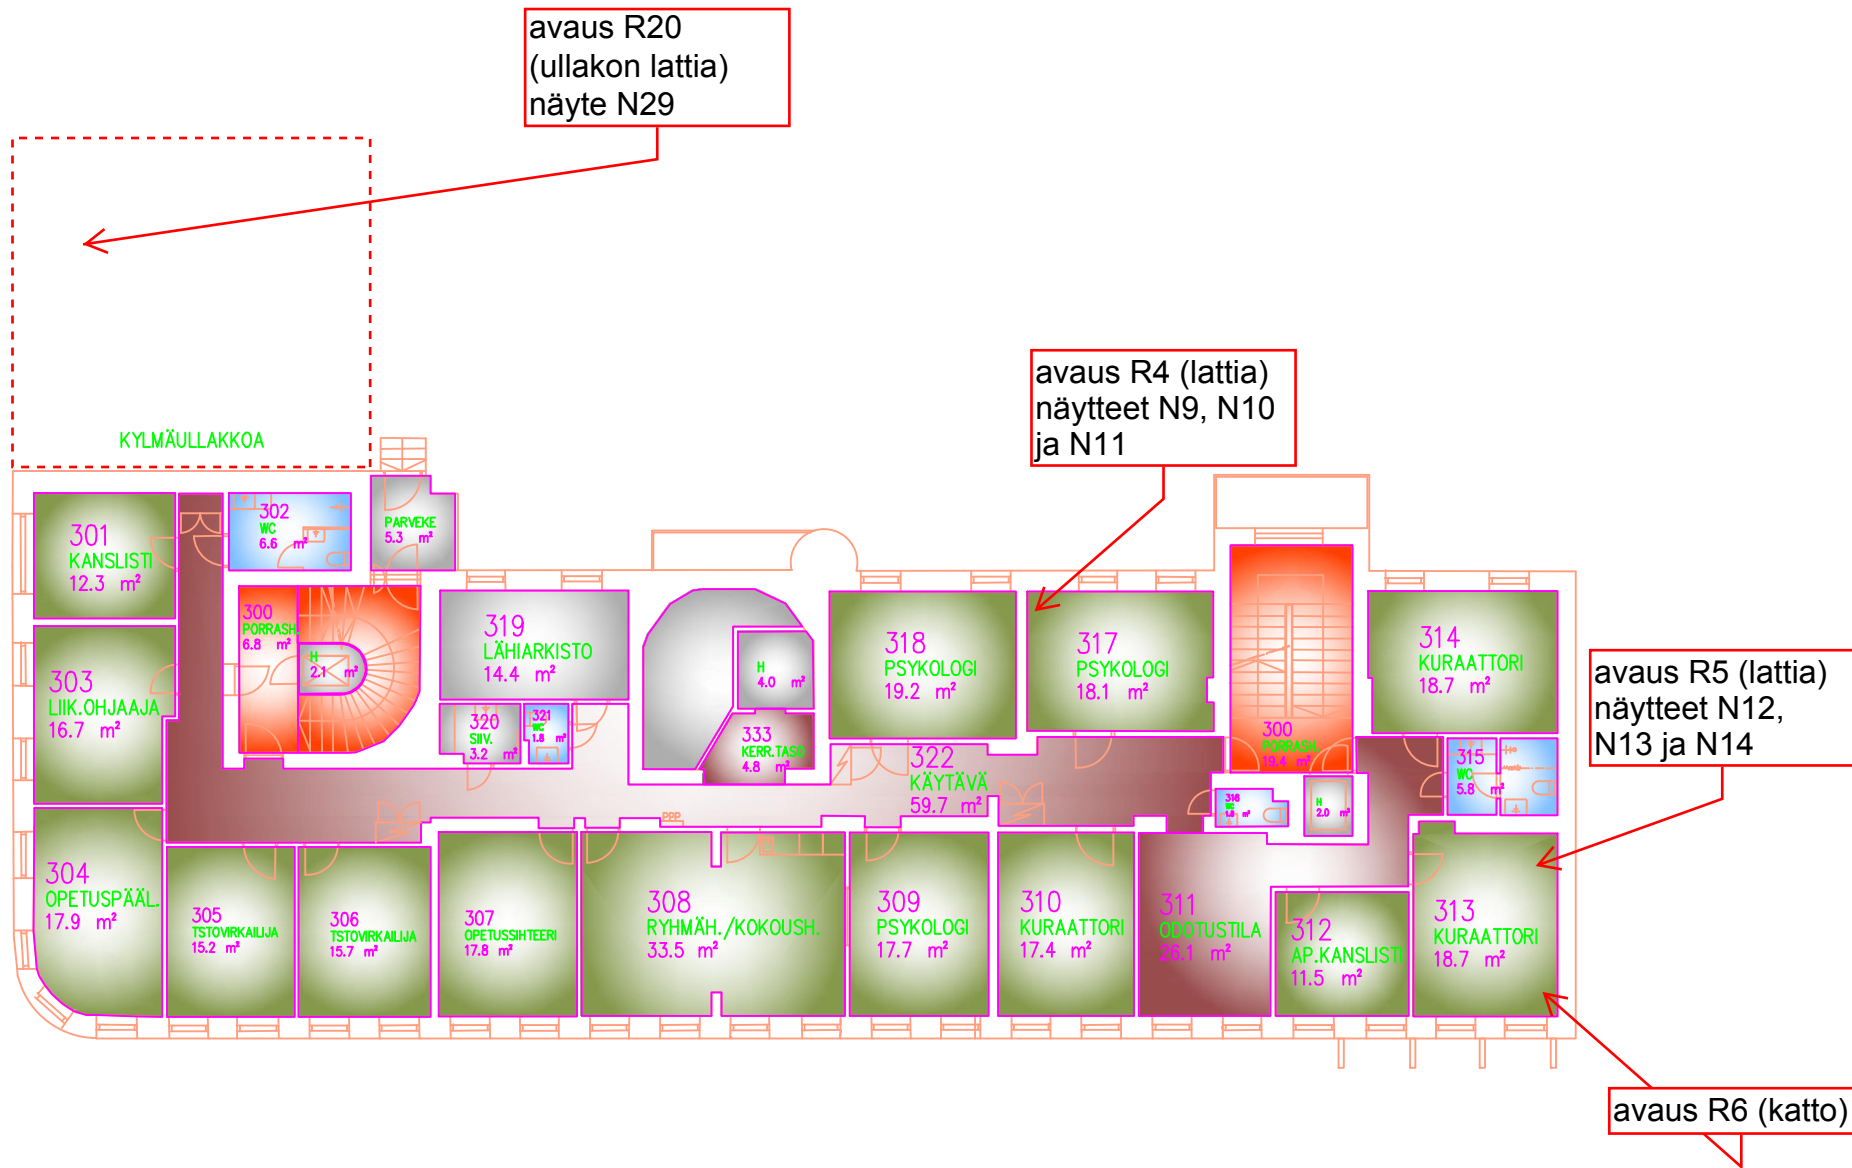 avaus R20
(ullakon lattia)
näyte N29
KYLMÄULLAKKOA
avaus R4 (lattia)
näytteet N9, N10
ja N11
301
KANSLISTI
12.3 m²
302
WC
6.6 m²
PARVEKE
5.3 m²
300
PORRASH.
6.8 m²
H
2.1 m²
303
LIIK.OHJAAJA
16.7 m²
319
LÄHIARKISTO
14.4 m²
320
SIIV.
3.2 m²
321
WC
1.6 m²
H
4.0 m²
333
KERR.TASO
4.8 m²
318
PSYKOLOGI
19.2 m²
317
PSYKOLOGI
18.1 m²
300
PORRASH.
19.4 m²
314
KURAATTORI
18.7 m²
avaus R5 (lattia)
näytteet N12,
N13 ja N14
322
KÄYTÄVÄ
59.7 m²
315
WC
5.8 m²
316
WC
m²
H
2.0 m²
PPP
304
OPETUSPÄÄL.
17.9 m²
305
TSTOVIRKAILIJA
15.2 m²
306
TSTOVIRKAILIJA
15.7 m²
307
OPETUSSIHTEERI
17.8 m²
308
RYHMÄH./KOKOUSH.
33.5 m²
309
PSYKOLOGI
17.7 m²
310
KURAATTORI
17.4 m²
311
ODOTUSTILA
26.1 m²
312
AP.KANSLISTI
11.5 m²
313
KURAATTORI
18.7 m²
avaus R6 (katto)